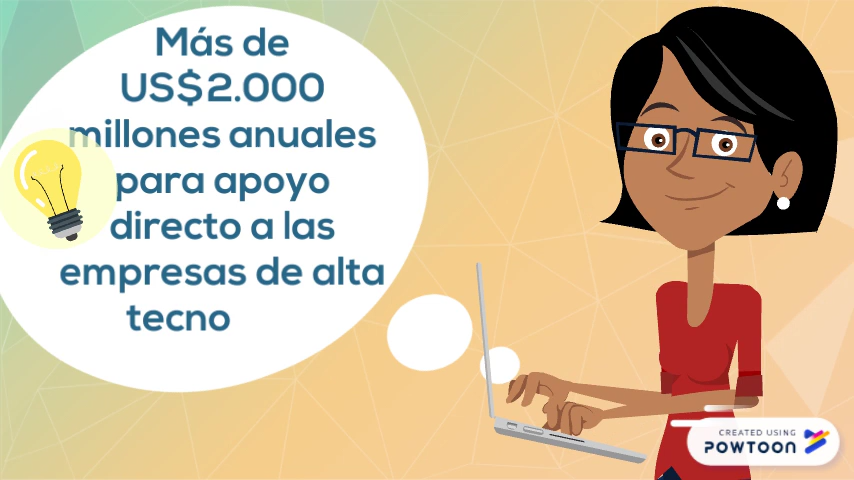 Más de
US$2.000
millones anuales
para apoyo
directo a las
empresas de alta
tecno
CREATED USING
POWTOON